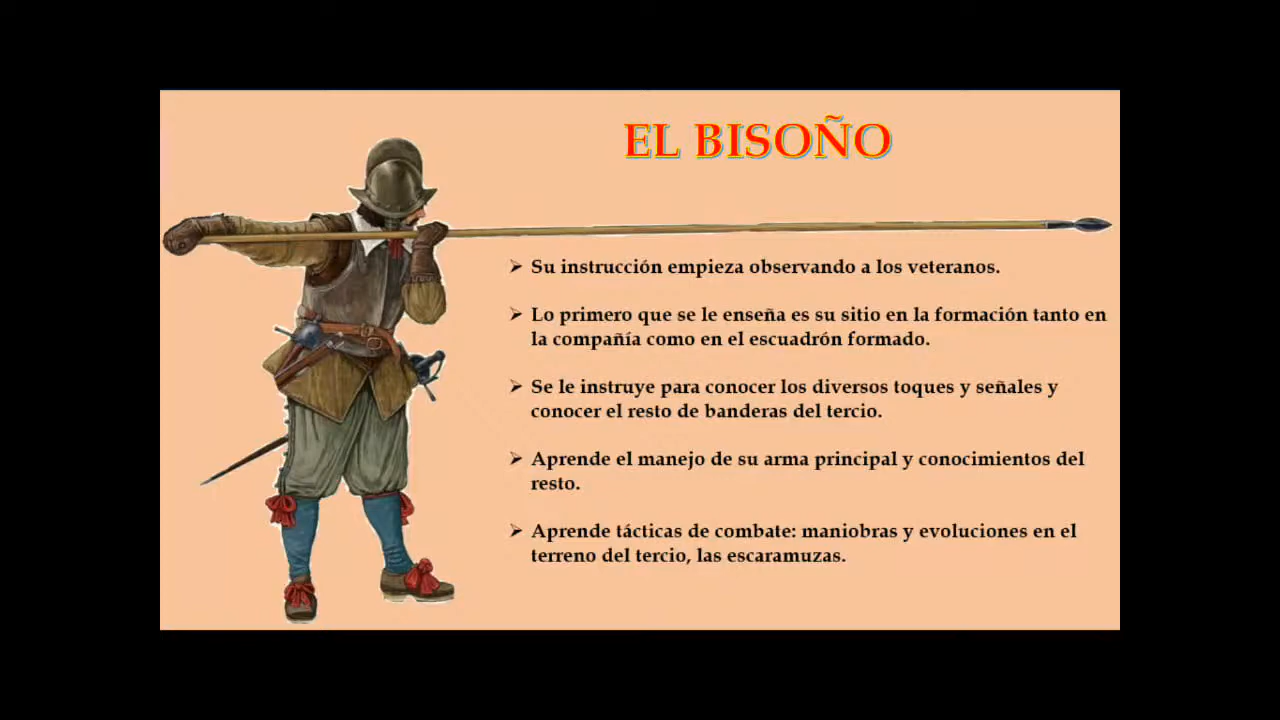 EL BISOÑO
➢ Su instrucción empieza observando a los veteranos.
➢ Lo primero que se le enseña es su sitio en la formación tanto en
la compañía como en el escuadrón formado.
➢ Se le instruye para conocer los diversos toques y señales y
conocer el resto de banderas del tercio.
➢ Aprende el manejo de su arma principal y conocimientos del
resto.
➢ Aprende tácticas de combate: maniobras y evoluciones en el
terreno del tercio, las escaramuzas.